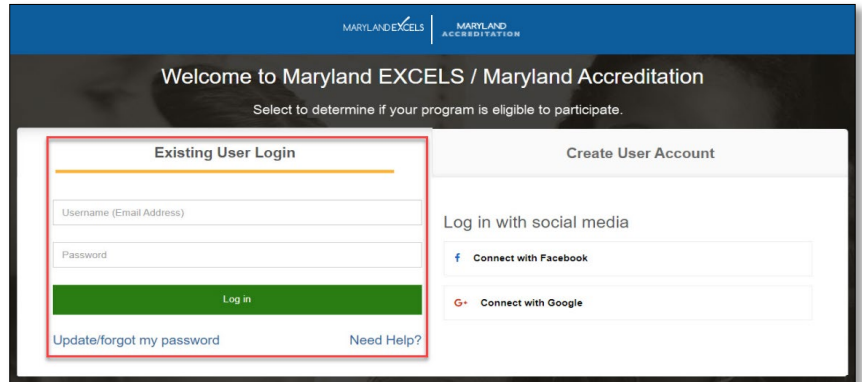 MARYLAND EXCELS
MARYLAND
ACCREDITATION
Welcome to Maryland EXCELS / Maryland Accreditation
Select to determine if your program is eligible to participate.
Existing User Login
Create User Account
Username (Email Address)
Password
Log in
Update/forgot my password
Need Help?
Log in with social media
f Connect with Facebook
G+ Connect with Google